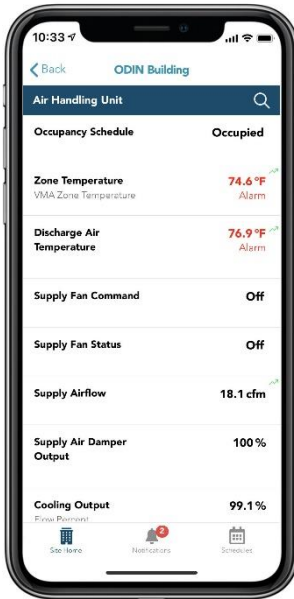 10:33
Back ODIN Building
Air Handling Unit
Occupancy Schedule Occupied
Zone Temperature 74.6 °F
VMA Zone Temperature Alarm
Discharge Air 76.9 °F
Temperature Alarm
Supply Fan Command Off
Supply Fan Status Off
Supply Airflow 18.1 cfm
Supply Air Damper 100 %
Output
Cooling Output 99.1 %
Flow Percent
2
Site Home Notifications Schedules